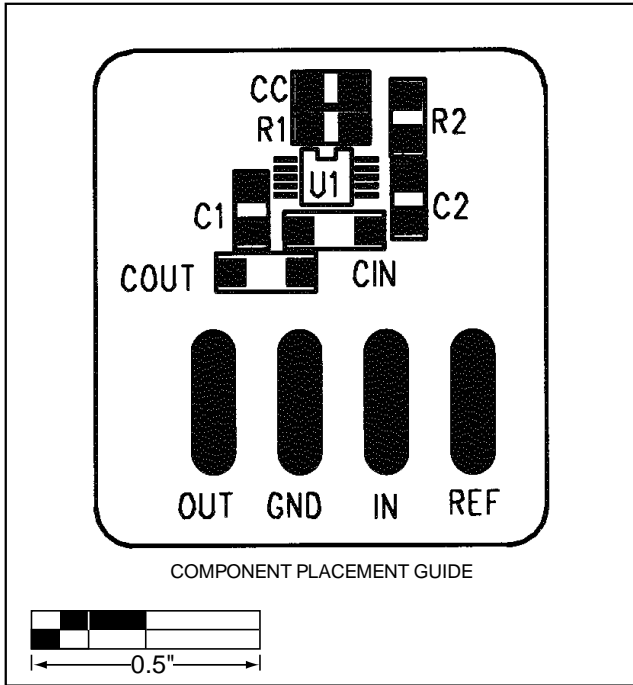 CC
R1
R2
U1
C1
C2
COUT
CIN
OUT GND IN REF
COMPONENT PLACEMENT GUIDE
0.5"